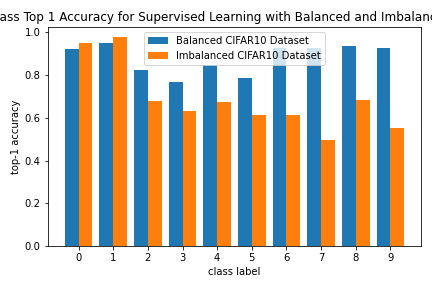 ass Top 1 Accuracy for Supervised Learning with Balanced and Imbalanc
Balanced CIFAR10 Dataset
Imbalanced CIFAR10 Dataset
top-1 accuracy
1.0
0.8
0.6
0.4
0.2
0.0
0 1 2 3 4 5 6 7 8 9
class label